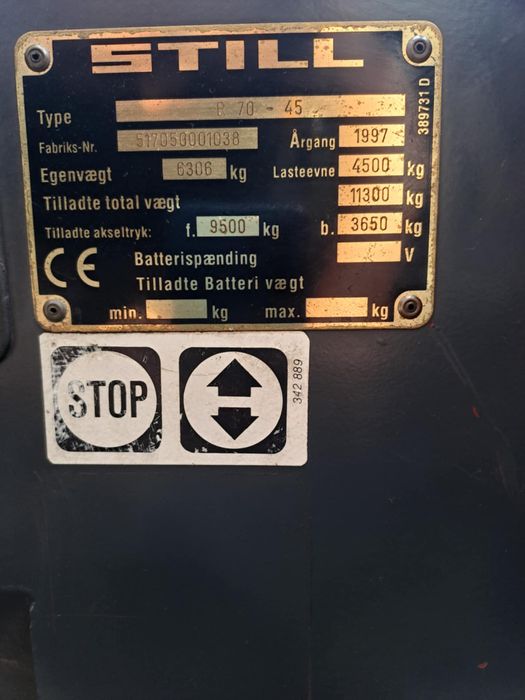 STILL
Type R 70 - 45
Fabriks-Nr. 517050001038 Årgang 1997
Egenvægt 6306 kg Lasteevne 4500 kg
Tilladte total vægt 11300 kg
Tilladte akseltryk: f. 9500 kg b. 3650 kg
CE Batterispænding V
Tilladte Batteri vægt
min. kg max. kg
389731 D
STOP
342 889